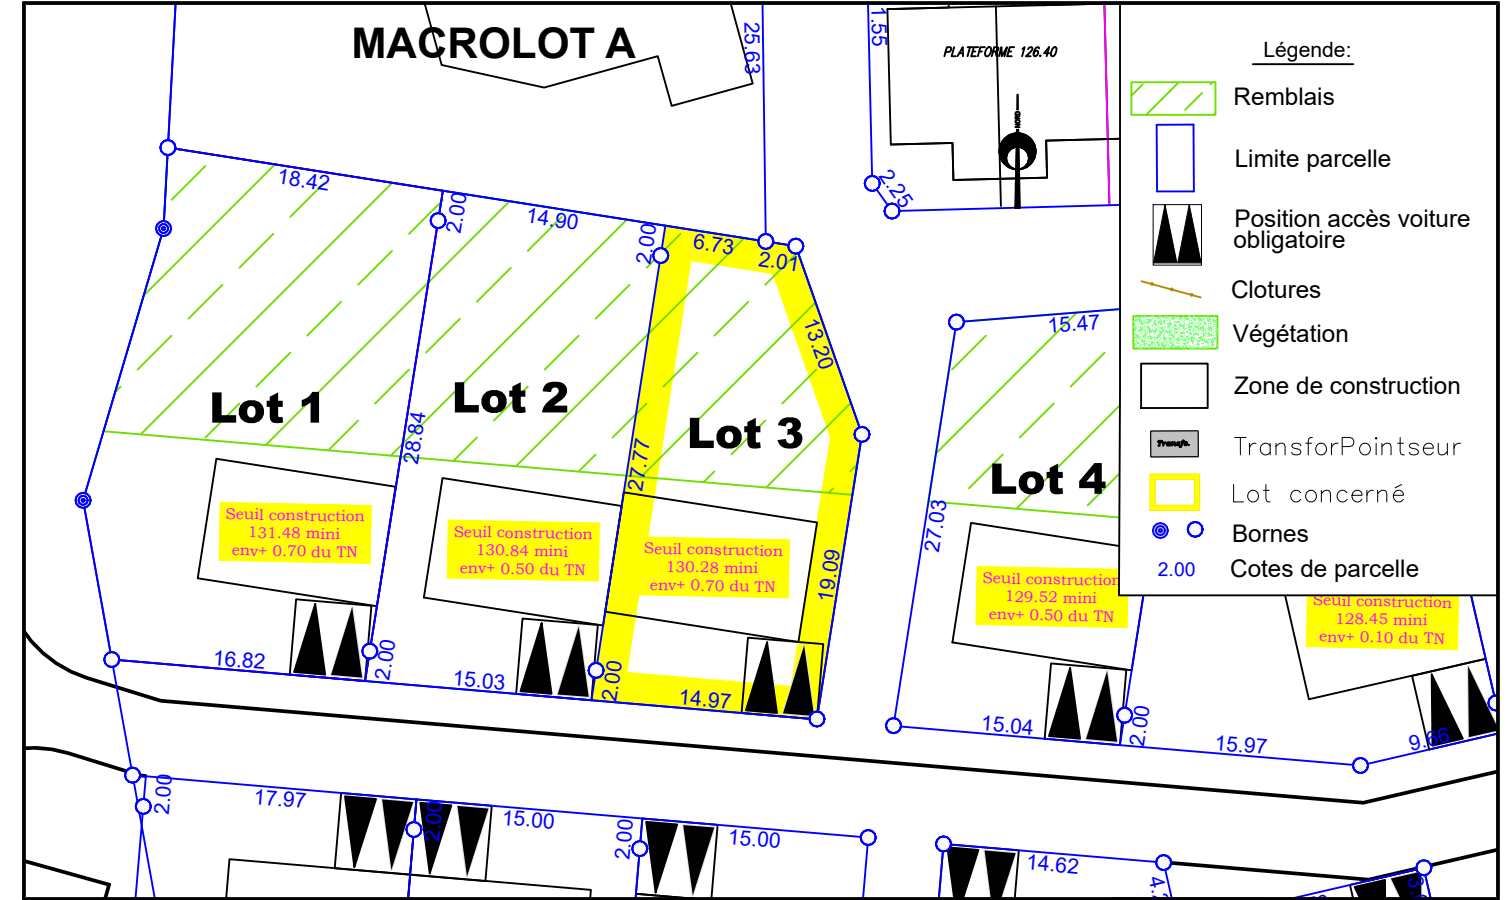 MACROLOT A
25.63
1.55
PLATEFORME 126.40
NORD
2.25
18.42
2.00
14.90
2.00
6.73
2.01
13.20
15.47
Lot 1
Lot 2
Lot 3
Lot 4
28.84
27.77
19.09
27.03
Seuil construction
131.48 mini
env+ 0.70 du TN
Seuil construction
130.84 mini
env+ 0.50 du TN
Seuil construction
130.28 mini
env+ 0.70 du TN
Seuil construction
129.52 mini
env+ 0.50 du TN
Seuil construction
128.45 mini
env+ 0.10 du TN
16.82
2.00
15.03
2.00
14.97
15.04
2.00
15.97
9.66
2.00
17.97
2.00
15.00
2.00
15.00
14.62
Légende:
Remblais
Limite parcelle
Position accès voiture
obligatoire
Clotures
Végétation
Zone de construction
Transfo.
TransforPointseur
Lot concerné
Bornes
2.00
Cotes de parcelle